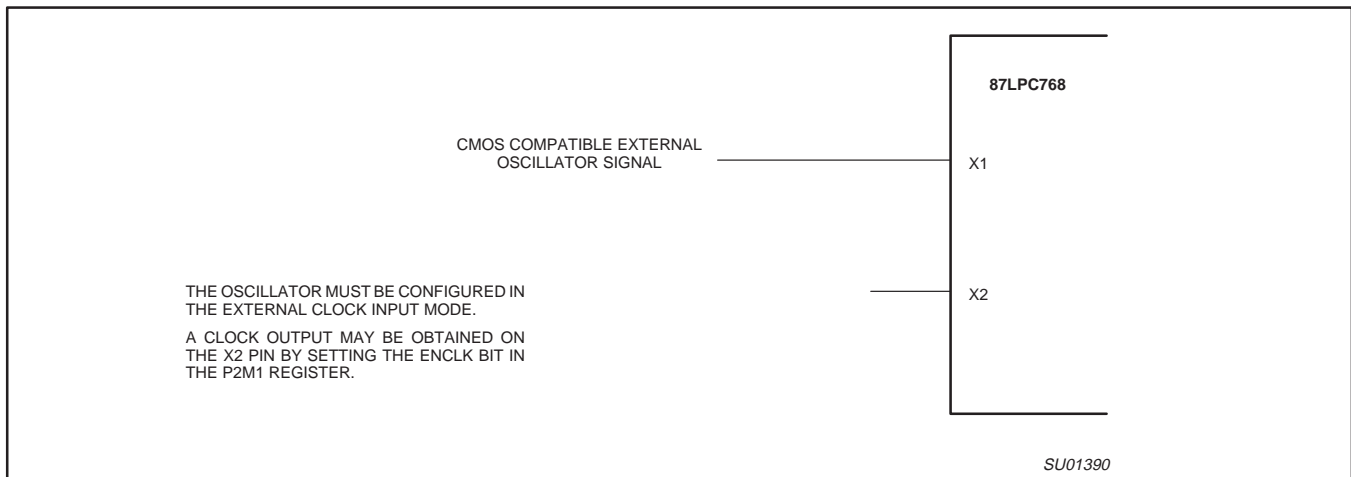 87LPC768
CMOS COMPATIBLE EXTERNAL
OSCILLATOR SIGNAL
X1
THE OSCILLATOR MUST BE CONFIGURED IN
THE EXTERNAL CLOCK INPUT MODE.
X2
A CLOCK OUTPUT MAY BE OBTAINED ON
THE X2 PIN BY SETTING THE ENCLK BIT IN
THE P2M1 REGISTER.
SU01390